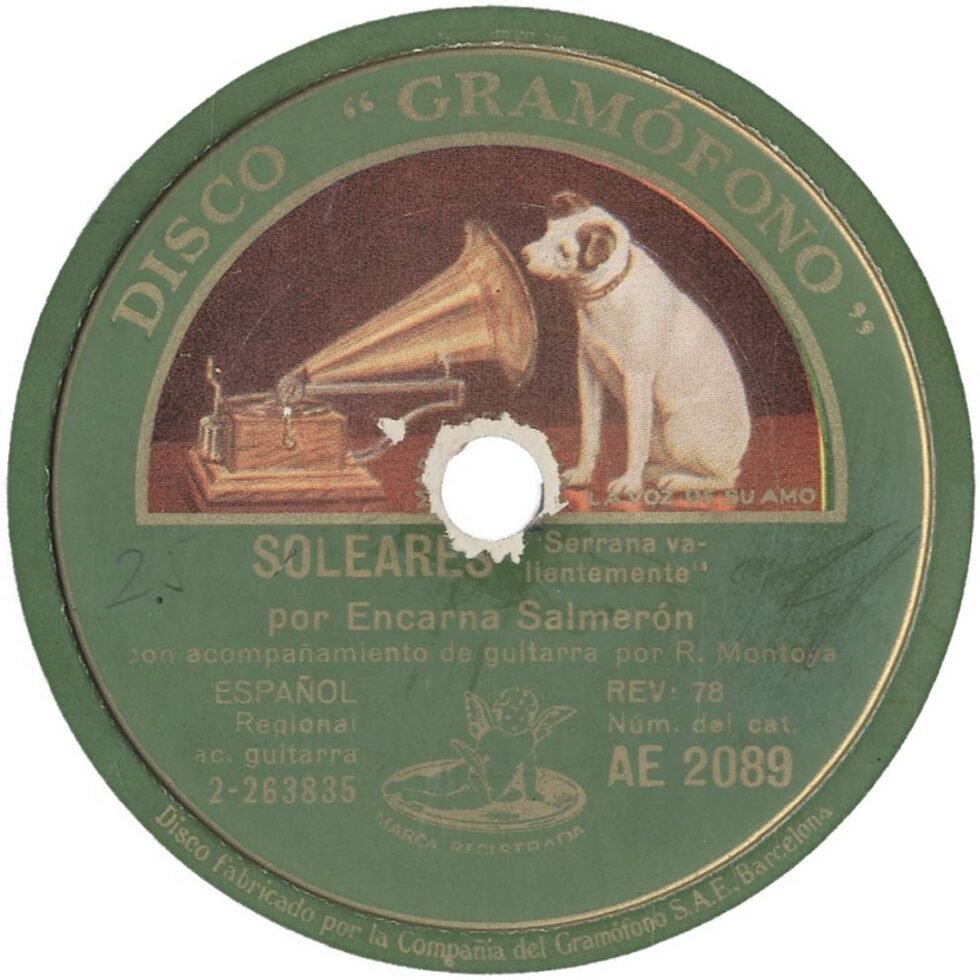 DISCO "GRAMÓFONO"
LA VOZ DE SU AMO
SOLEARES "Serrana va-
lientemente"
por Encarna Salmerón
con acompañamiento de guitarra por R. Montoya
ESPAÑOL
Regional
ac. guitarra
2-263835
REV: 78
Núm. del cat.
AE 2089
MARCA REGISTRADA
Disco fabricado por la Compañia del Gramófono S.A.E. Barcelona